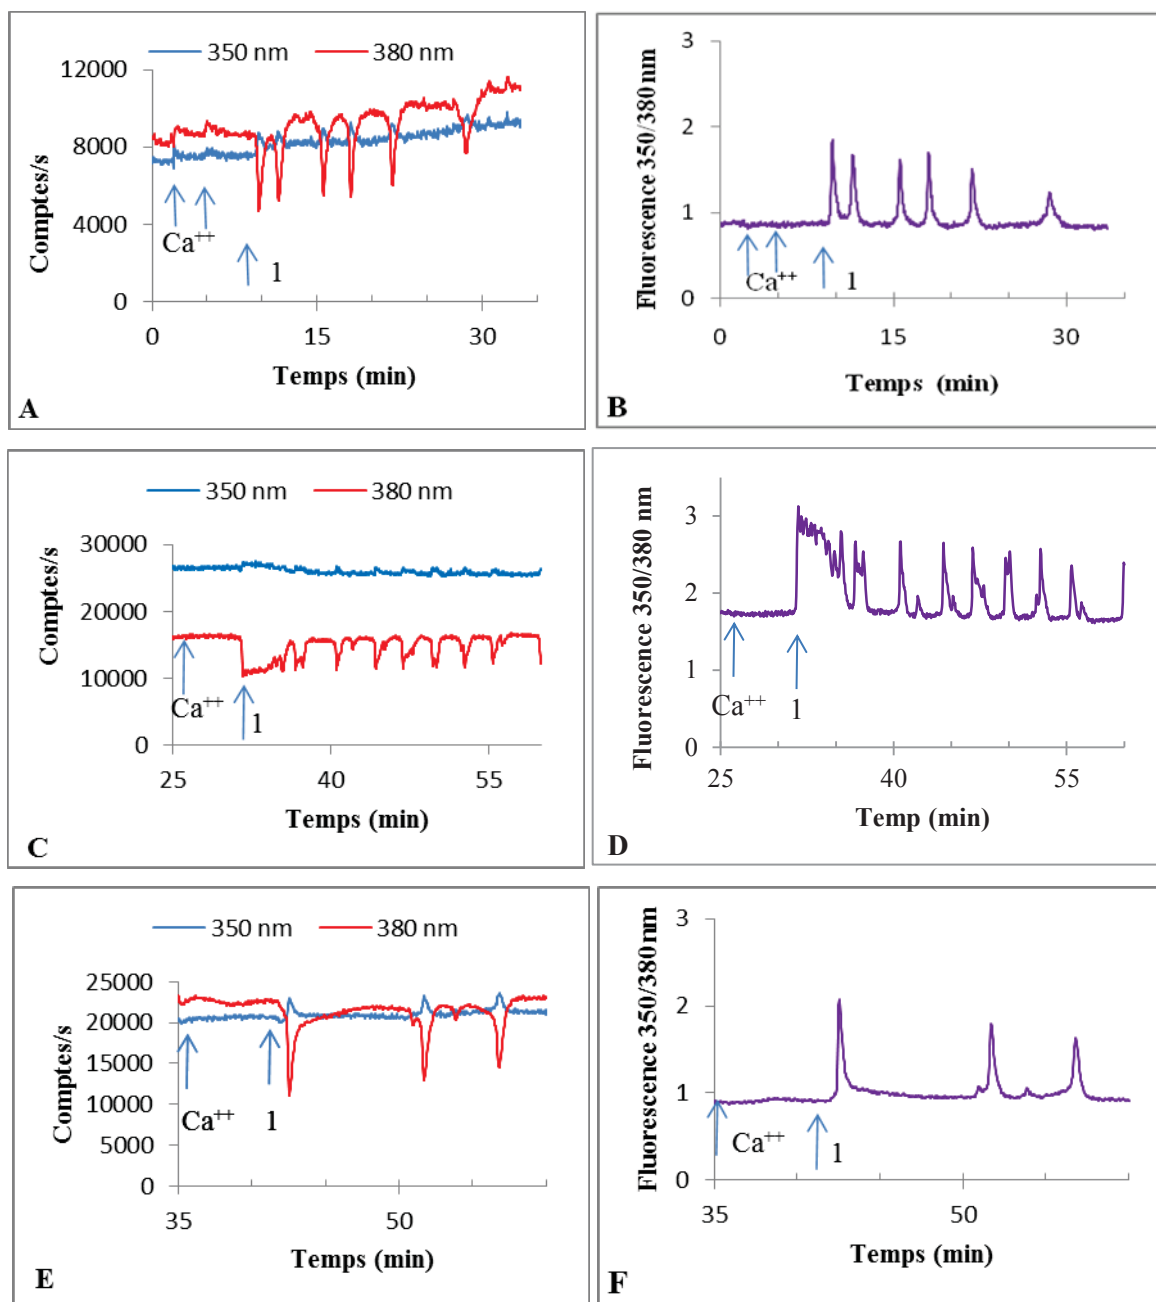 350 nm 380 nm
Comptes/s
12000
8000
4000
0
Ca++
1
0 15 30
Temps (min)
A
Fluorescence 350/380 nm
3
2
1
0
Ca++
1
0 15 30
Temps (min)
B
350 nm 380 nm
Comptes/s
30000
20000
10000
0
Ca++
1
25 40 55
Temps (min)
C
Fluorescence 350/380 nm
3
2
1
0
Ca++
1
25 40 55
Temp (min)
D
350 nm 380 nm
Comptes/s
25000
20000
15000
10000
5000
0
Ca++
1
35 50
Temps (min)
E
Fluorescence 350/380nm
3
2
1
0
Ca++
1
35 50
Temps (min)
F